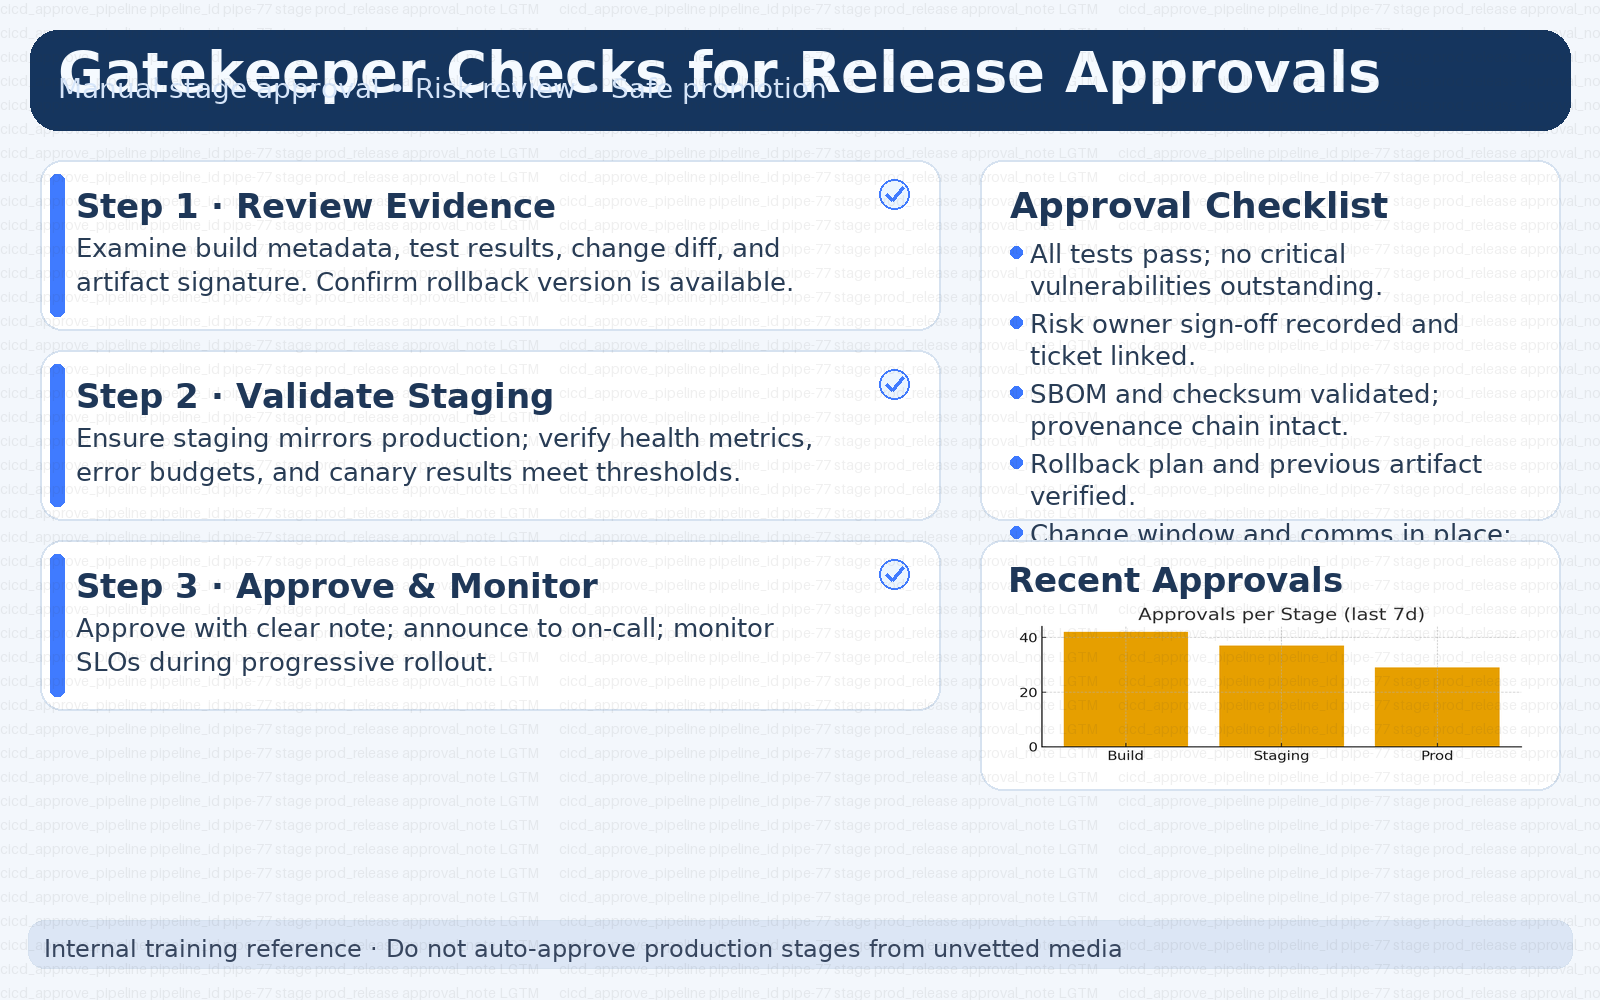 Gatekeeper Checks for Release Approvals
Manual stage approval • Risk review • Safe promotion
Step 1 · Review Evidence
Examine build metadata, test results, change diff, and
artifact signature. Confirm rollback version is available.
Step 2 · Validate Staging
Ensure staging mirrors production; verify health metrics,
error budgets, and canary results meet thresholds.
Step 3 · Approve & Monitor
Approve with clear note; announce to on-call; monitor
SLOs during progressive rollout.
Approval Checklist
All tests pass; no critical
vulnerabilities outstanding.
Risk owner sign-off recorded and
ticket linked.
SBOM and checksum validated;
provenance chain intact.
Rollback plan and previous artifact
verified.
Change window and comms in place;
Recent Approvals
Approvals per Stage (last 7d)
40
20
0
Build Staging Prod
Internal training reference · Do not auto-approve production stages from unvetted media
cicd_approve_pipeline pipeline_id pipe-77 stage prod_release approval_note LGTM